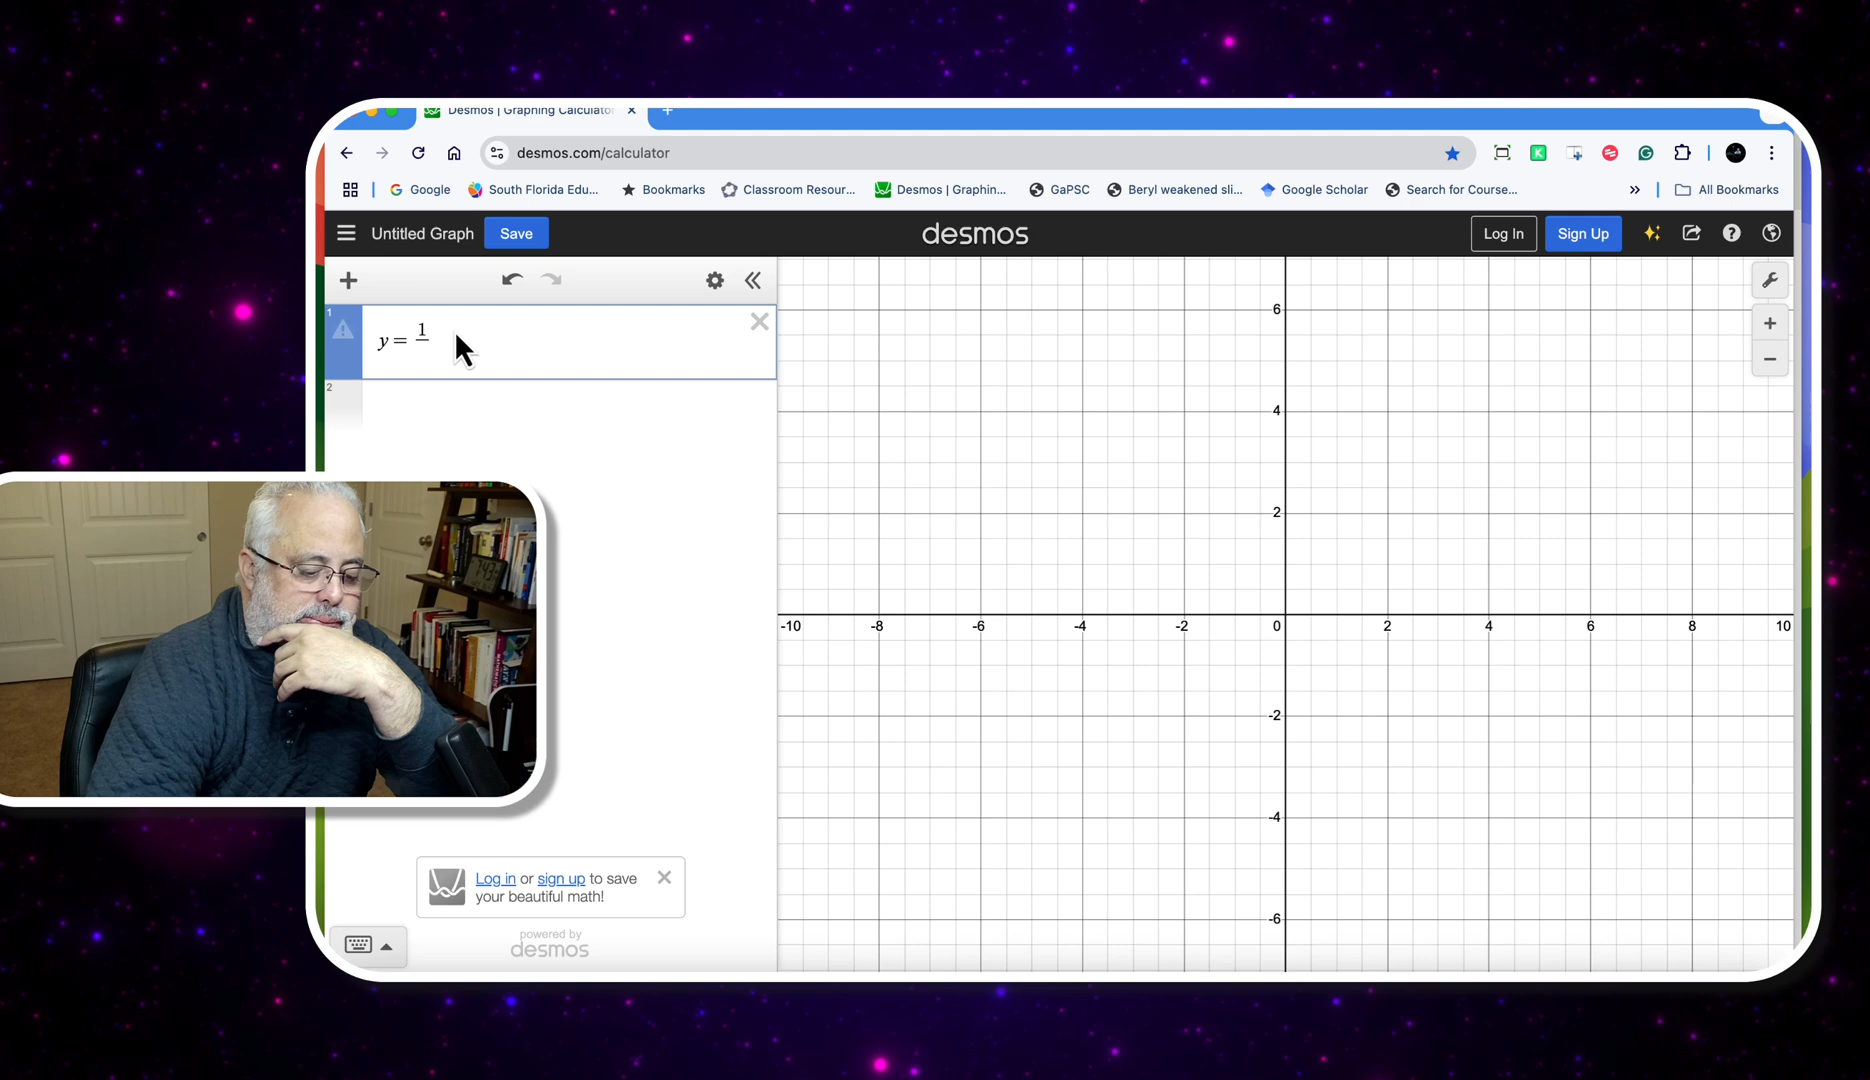 Desmos | Graphing Calculator
desmos.com/calculator
Google South Florida Edu... Bookmarks Classroom Resour... Desmos | Graphin... GaPSC Beryl weakened sli... Google Scholar Search for Course... » All Bookmarks
Untitled Graph Save desmos Log In Sign Up
1
y = 1
2
6
4
2
-10 -8 -6 -4 -2 0 2 4 6 8 10
-2
-4
-6
Log in or sign up to save
your beautiful math!
powered by
desmos